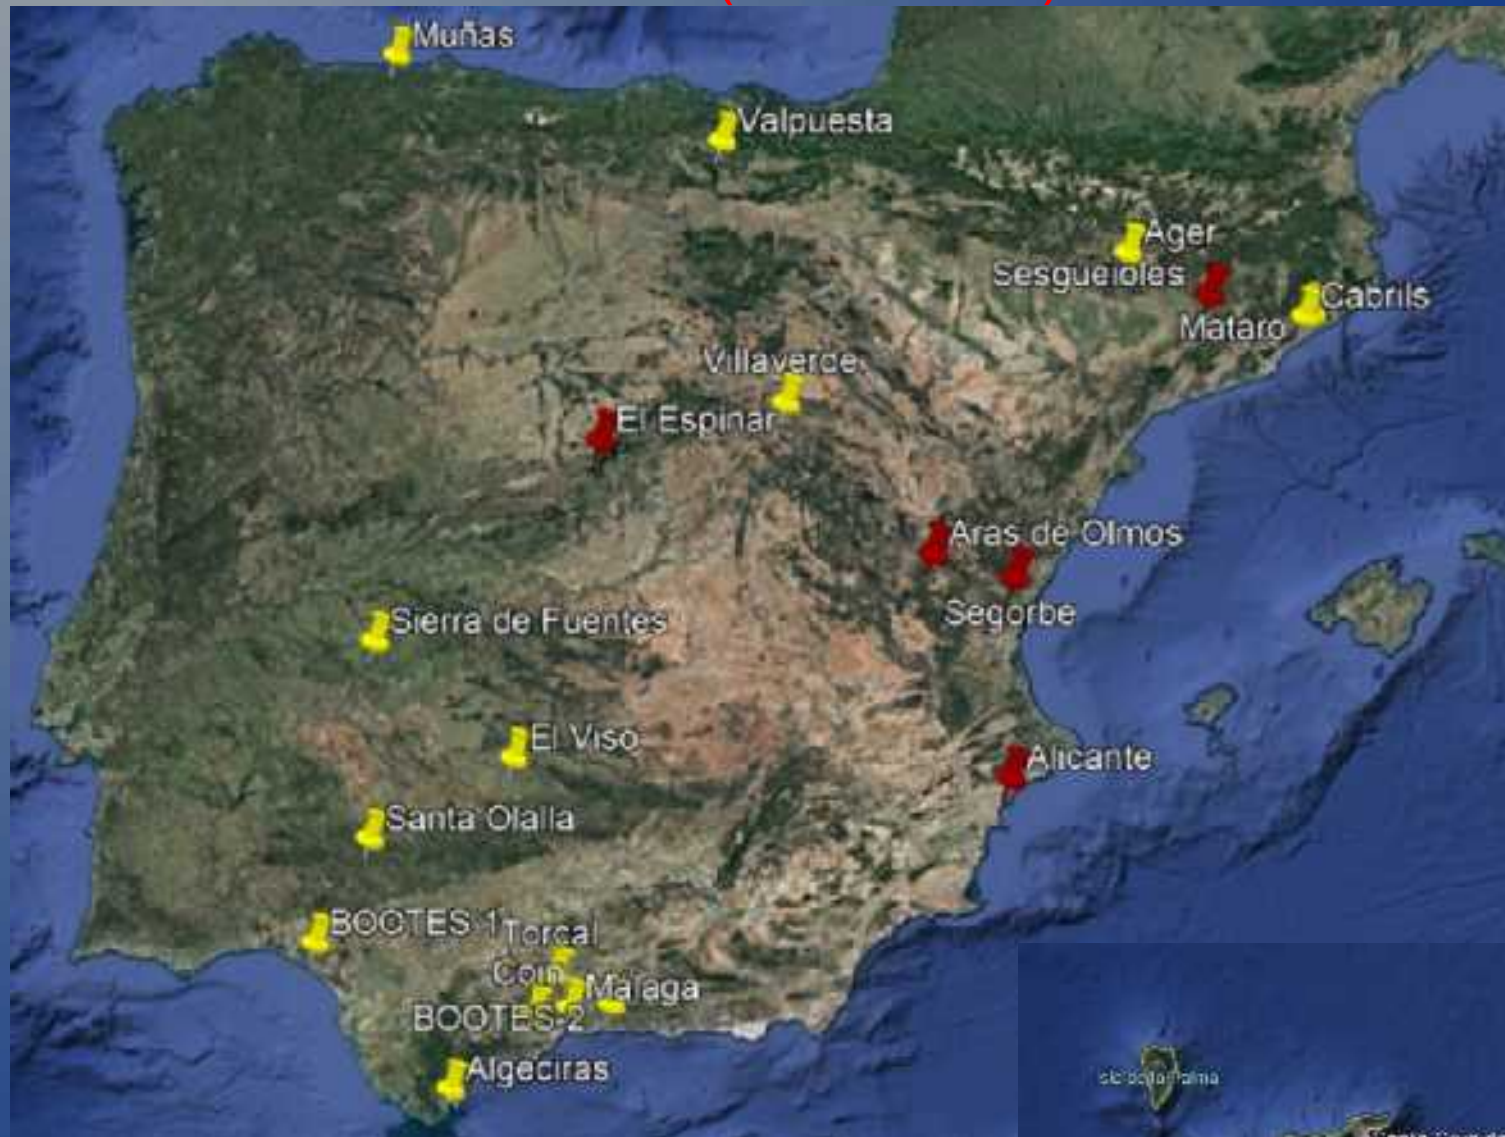 Muñas
Valpuesta
Ager
Sesgueioles
Cabrils
Mataro
Villaverde
El Espinar
Aras de Olmos
Segorbe
Sierra de Fuentes
El Viso
Alicante
Santa Olalla
BOOTES-1
Torcal
Coin
Malaga
BOOTES-2
Algeciras